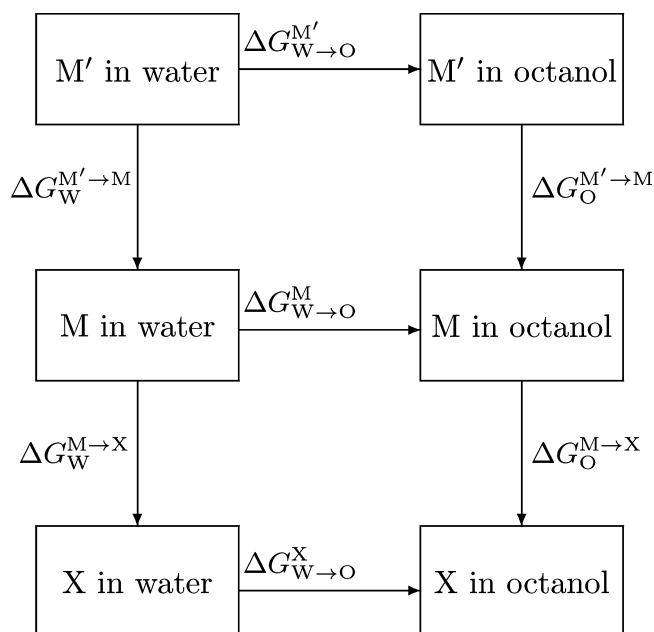 M′ in water
ΔG^{M′}_{W→O}
M′ in octanol
ΔG^{M′→M}_{W}
ΔG^{M′→M}_{O}
M in water
ΔG^{M}_{W→O}
M in octanol
ΔG^{M→X}_{W}
ΔG^{M→X}_{O}
X in water
ΔG^{X}_{W→O}
X in octanol